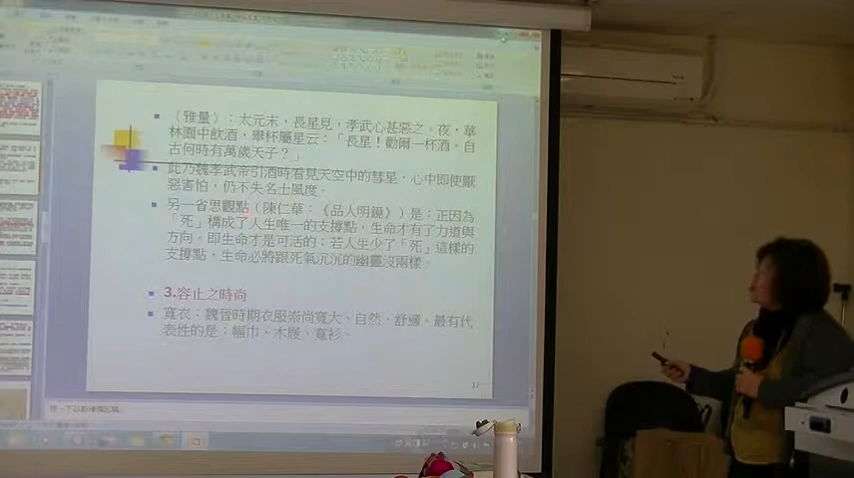 〈雅量〉：太元末，長星見，孝武心甚惡之。夜，華
林園中飲酒，舉杯屬星云：「長星！勸爾一杯酒。自
古何時有萬歲天子？」
此乃魏孝武帝引酒時看見天空中的彗星，心中即使厭
惡害怕，仍不失名士風度。
另一省思觀點（陳仁華：《品人明鏡》）是：正因為
「死」構成了人生唯一的支撐點，生命才有了力道與
方向。即生命才是可活的；若人生少了「死」這樣的
支撐點，生命必將跟死氣沉沉的幽靈沒兩樣。
3.容止之時尚
寬衣：魏晉時期衣服崇尚寬大、自然、舒適。最有代
表性的是：幅巾、木屐、寬衫。